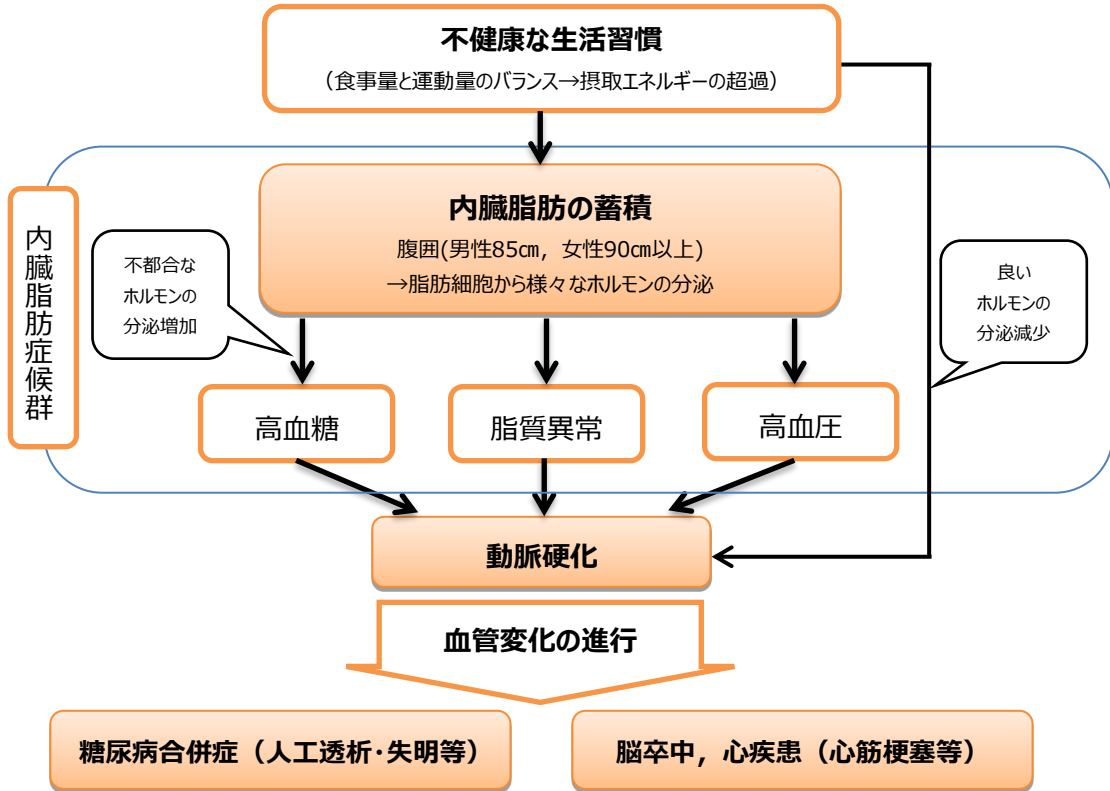 不健康な生活習慣
（食事量と運動量のバランス→摂取エネルギーの超過）
内臓脂肪症候群
内臓脂肪の蓄積
腹囲(男性85㎝，女性90㎝以上)
→脂肪細胞から様々なホルモンの分泌
不都合な
ホルモンの
分泌増加
良い
ホルモンの
分泌減少
高血糖
脂質異常
高血圧
動脈硬化
血管変化の進行
糖尿病合併症（人工透析･失明等）
脳卒中，心疾患（心筋梗塞等）